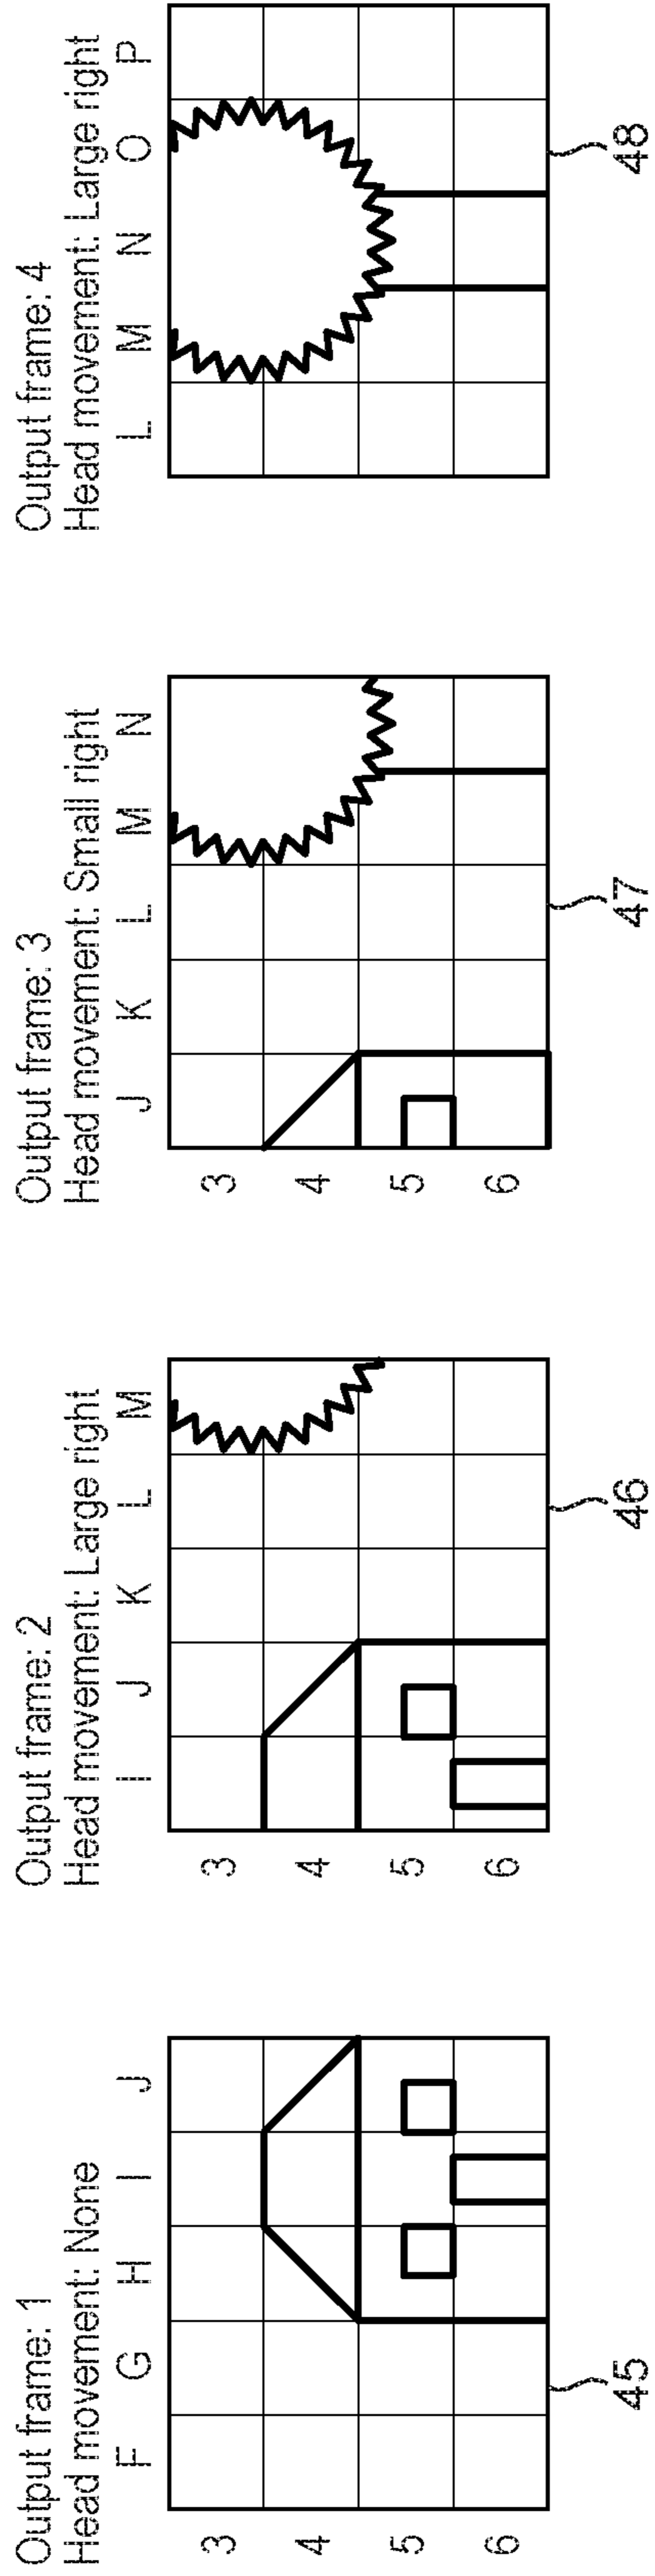 Output frame: 1
Head movement: None
F G H I J
3
4
5
6
45
Output frame: 2
Head movement: Large right
I J K L M
3
4
5
6
46
Output frame: 3
Head movement: Small right
J K L M N
3
4
5
6
47
Output frame: 4
Head movement: Large right
L M N O P
48